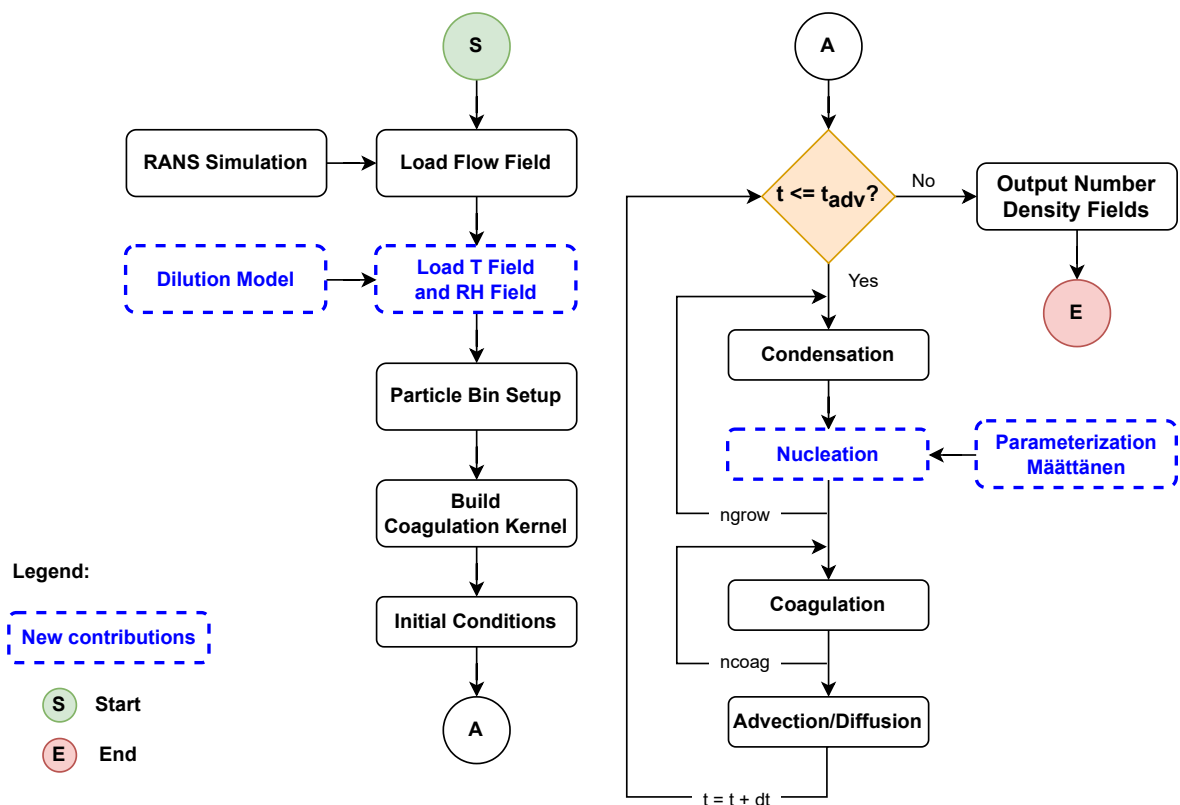 S
RANS Simulation
Load Flow Field
Dilution Model
Load T Field
and RH Field
Particle Bin Setup
Build
Coagulation Kernel
Initial Conditions
A
Legend:
New contributions
S
Start
E
End
A
t <= tadv?
No
Output Number
Density Fields
E
Yes
Condensation
Nucleation
Parameterization
Määttänen
ngrow
Coagulation
ncoag
Advection/Diffusion
t = t + dt